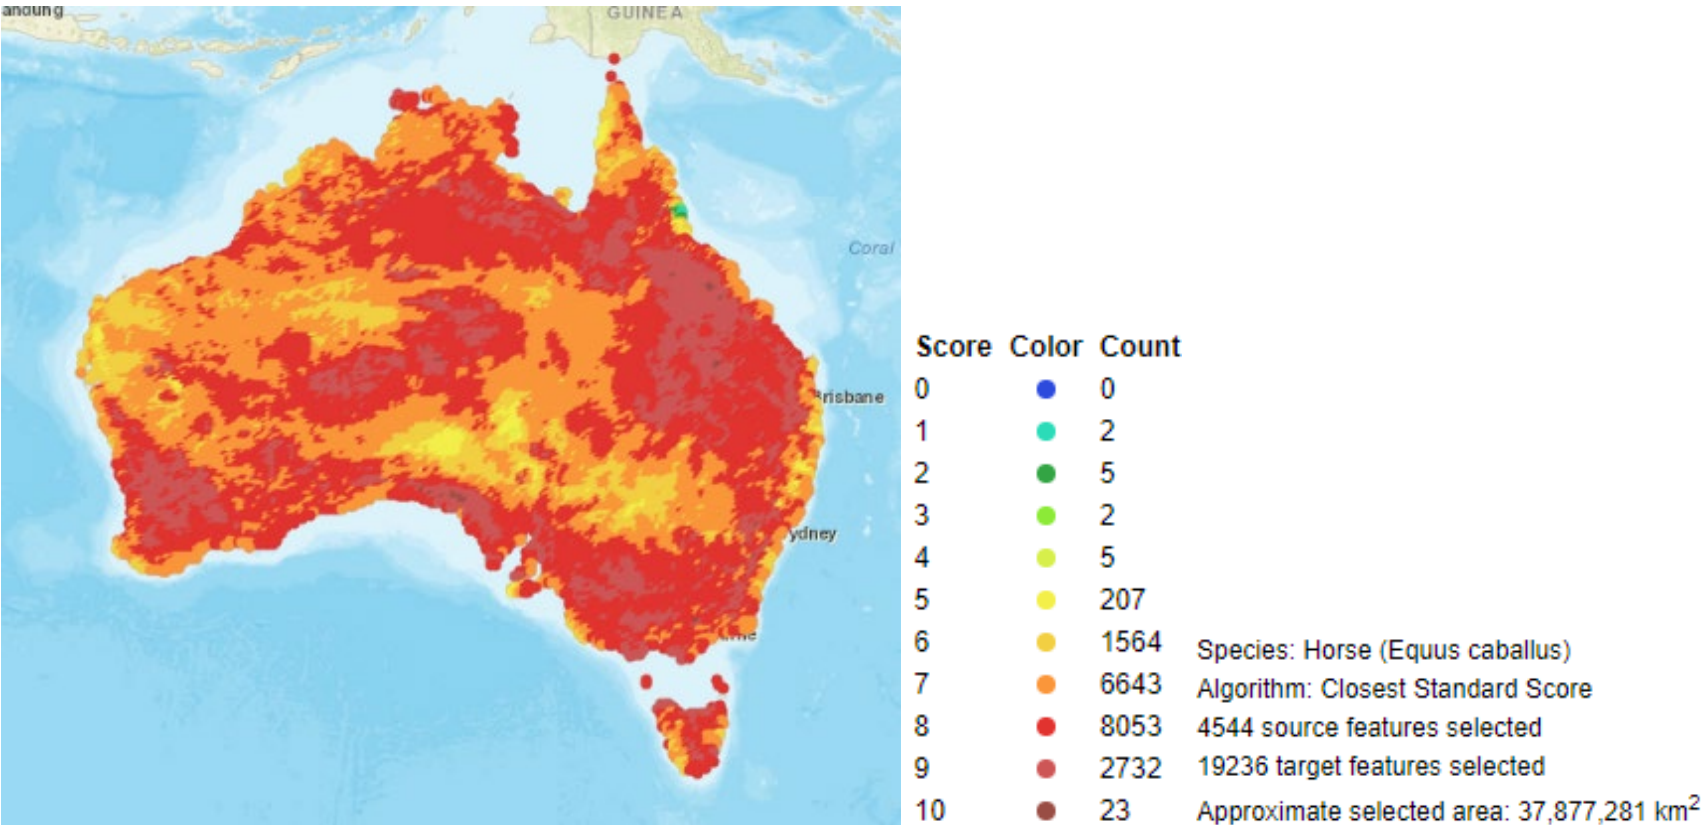 andung
GUINEA
Coral
Brisbane
ydney
Score Color Count
0 0
1 2
2 5
3 2
4 5
5 207
6 1564
7 6643
8 8053
9 2732
10 23
Species: Horse (Equus caballus)
Algorithm: Closest Standard Score
4544 source features selected
19236 target features selected
Approximate selected area: 37,877,281 km²